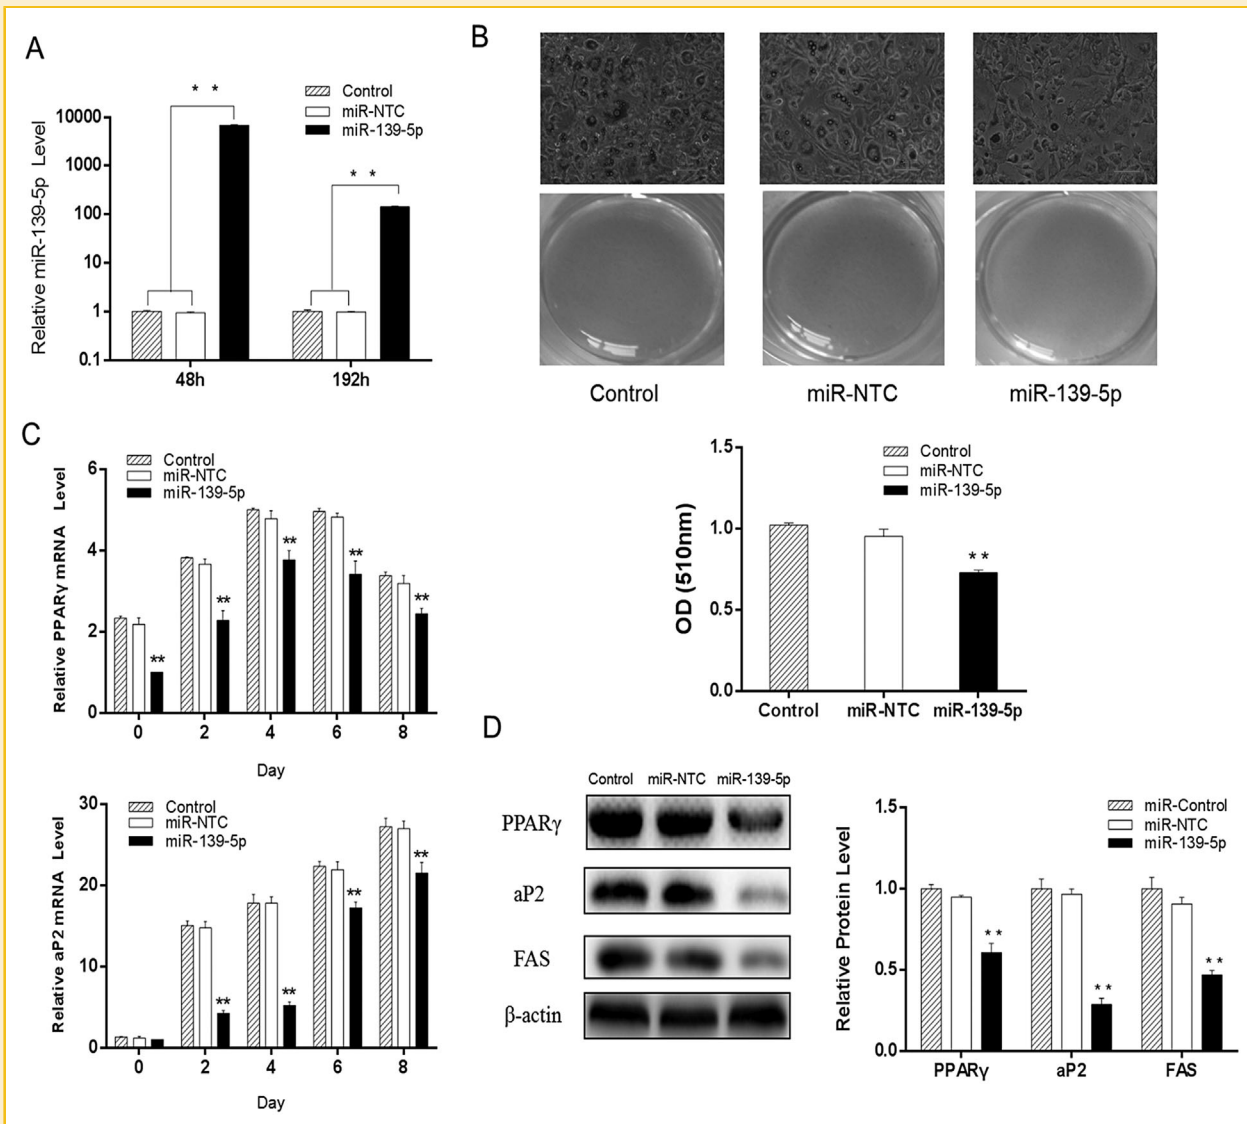 A
* *
Control
miR-NTC
miR-139-5p
* *
Relative miR-139-5p Level
10000
1000
100
10
1
0.1
48h
192h
B
Control
miR-NTC
miR-139-5p
1.5
1.0
0.5
0.0
OD (510nm)
Control
miR-NTC
miR-139-5p
* *
Control
miR-NTC
miR-139-5p
C
Control
miR-NTC
miR-139-5p
Relative PPARγ mRNA Level
6
4
2
0
**
**
**
**
**
0
2
4
6
8
Day
Control
miR-NTC
miR-139-5p
Relative aP2 mRNA Level
30
20
10
0
**
**
**
**
0
2
4
6
8
Day
D
Control miR-NTC miR-139-5p
PPARγ
aP2
FAS
β-actin
miR-Control
miR-NTC
miR-139-5p
Relative Protein Level
1.5
1.0
0.5
0.0
* *
* *
* *
PPARγ
aP2
FAS